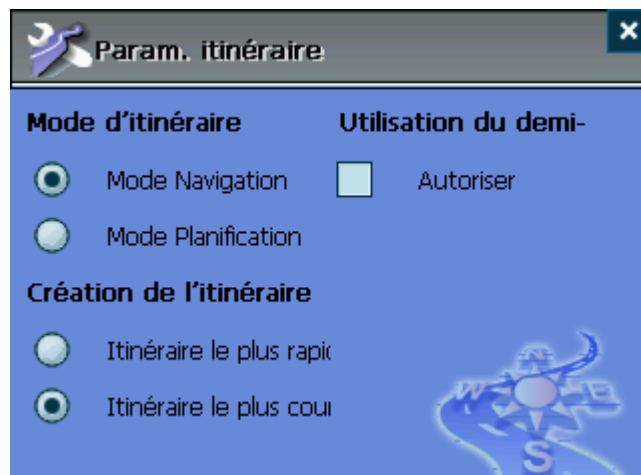 Param. itinéraire
Mode d'itinéraire
Utilisation du demi-
Mode Navigation
Autoriser
Mode Planification
Création de l'itinéraire
Itinéraire le plus rapi
Itinéraire le plus cou
N
W E
S